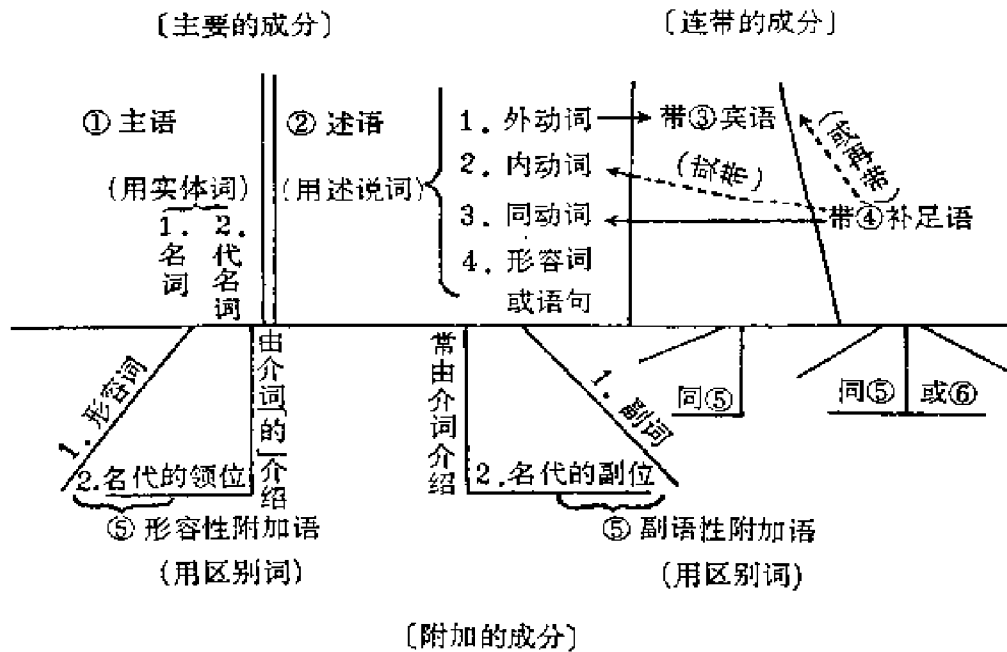 〔主要的成分〕 〔连带的成分〕
①主语 ②述语 1.外动词 带③宾语 (或再带)
(用实体词) (用述说词) 2.内动词 (或带)
1.名词 2.代名词 3.同动词 带④补足语
4.形容词
或语句
1.形容词 由介词「的」介绍 常由介词介绍 1.副词 同⑤ 同⑤ 或⑥
2.名代的领位 2.名代的副位
⑤形容性附加语 ⑤副语性附加语
(用区别词) (用区别词)
〔附加的成分〕